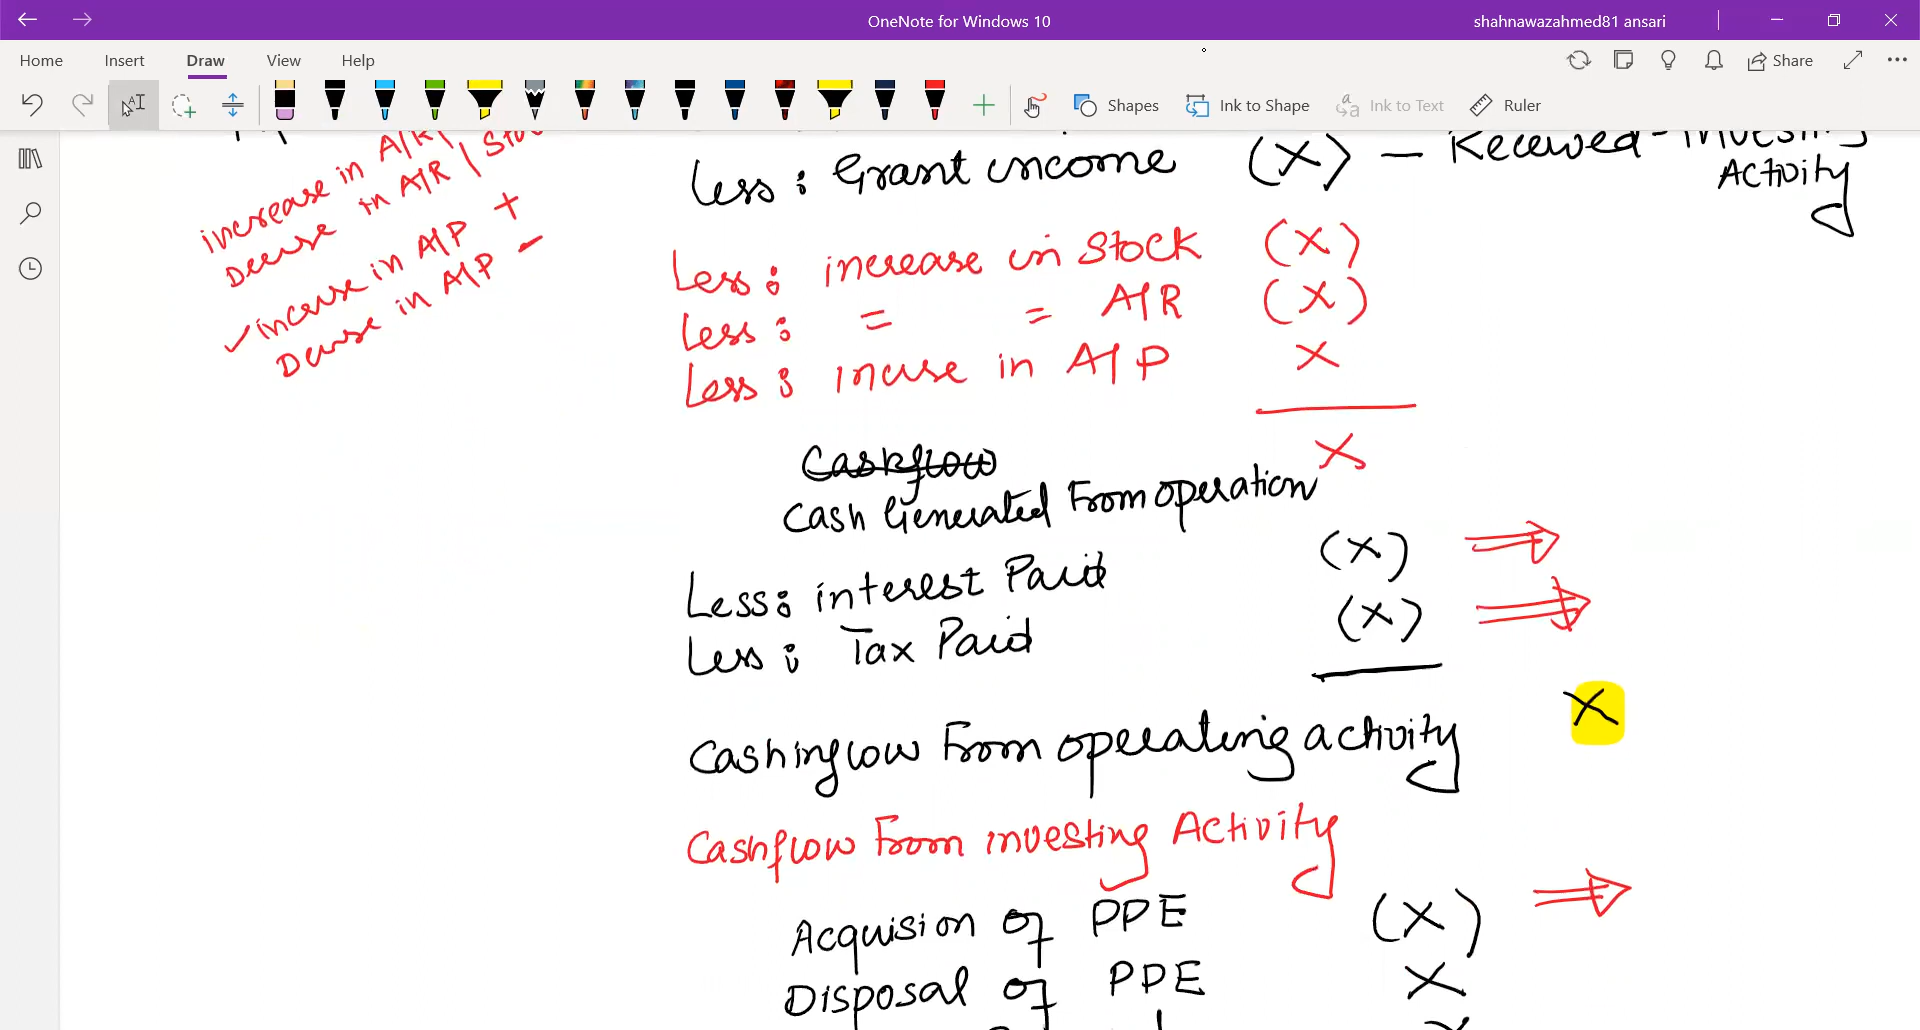 OneNote for Windows 10
shahnawazahmed81 ansari
Home Insert Draw View Help
Share
Shapes Ink to Shape Ink to Text Ruler
increase in A/R
in A/R /
increase in A/P +
in A/P -
Less: Grant income (X) - Received - Investing
Activity
Less: increase in Stock (X)
Less: = = A/R (X)
Less: in A/P X
X
Cashflow
Cash Generated From operation
Less: interest Paid (X)
Less: Tax Paid (X)
Cashinflow From operating activity X
Cashflow From investing Activity
Acquision of PPE (X)
Disposal of PPE X